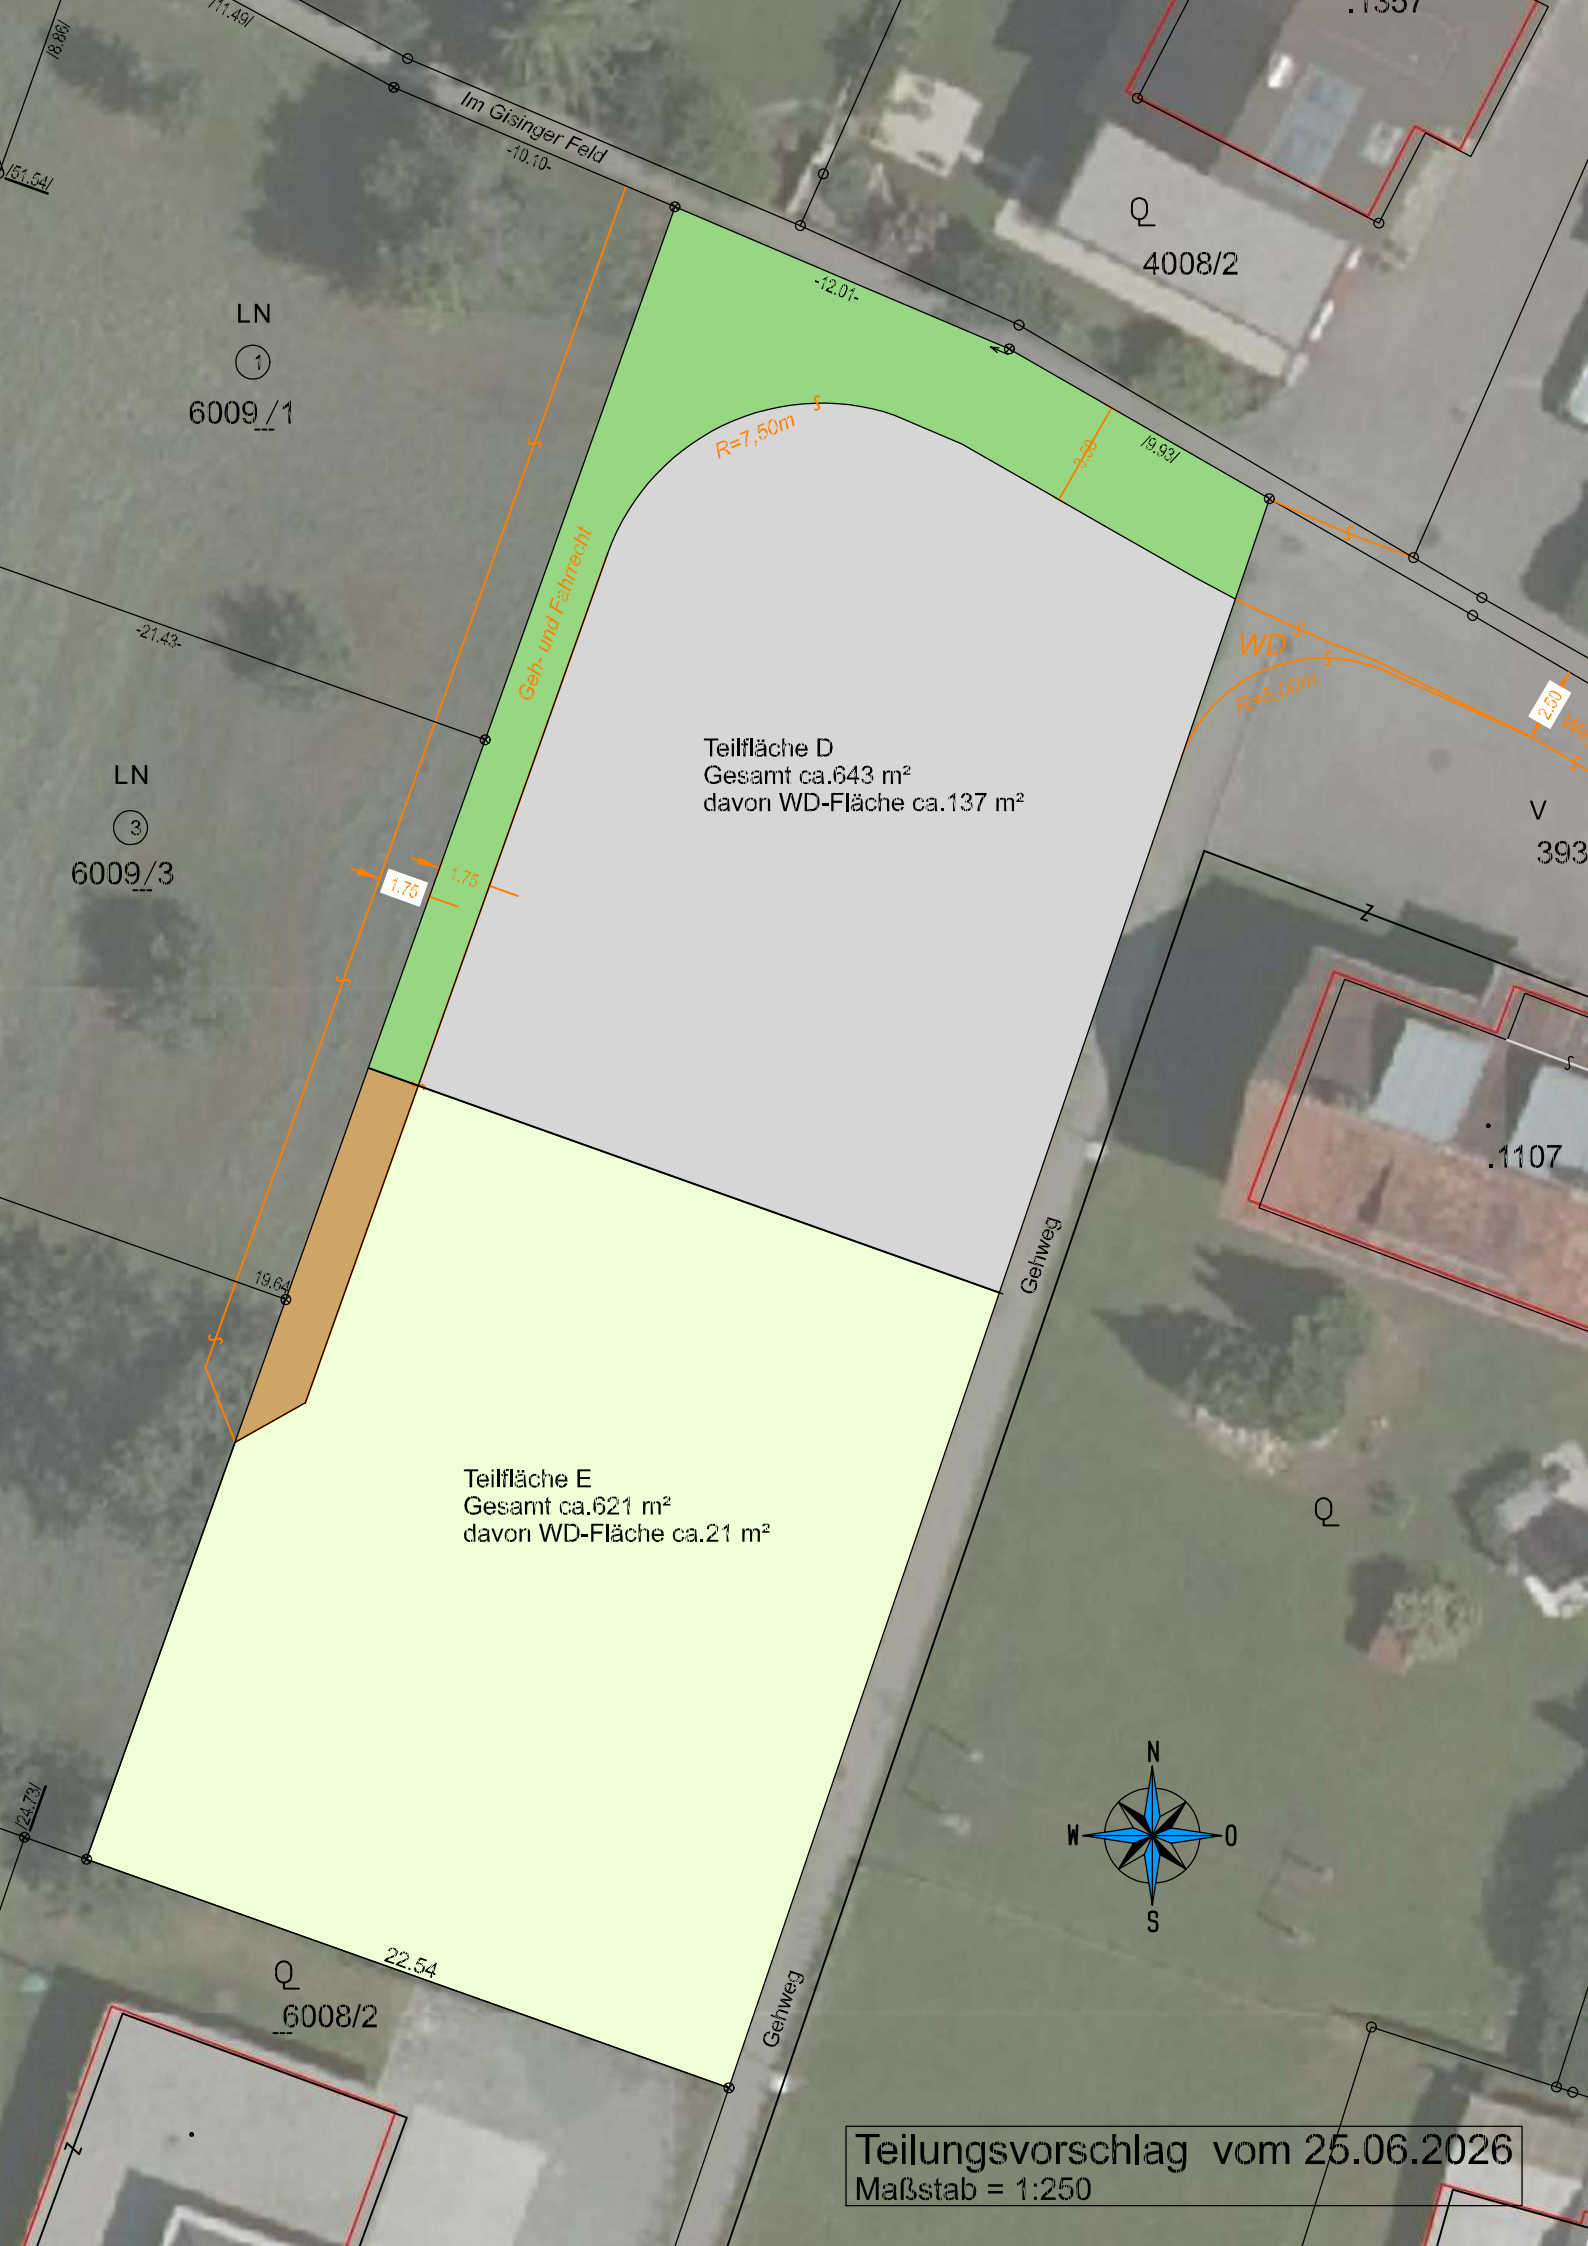 .1357
/11.49/
/8.86/
Im Gisinger Feld
-10.10-
/51.54/
Q
4008/2
-12.01-
LN
1
6009/1
R=7,50m
3.50
/9.93/
Geh- und Fahrrecht
-21.43-
WD
R=5,00m
2.50
Teilfläche D
Gesamt ca.643 m²
davon WD-Fläche ca.137 m²
LN
3
6009/3
V
393
1.75
1.75
Z
.1107
Gehweg
19.64
Teilfläche E
Gesamt ca.621 m²
davon WD-Fläche ca.21 m²
Q
N
W O
S
/24.73/
22.54
Q
6008/2
Gehweg
Z
Teilungsvorschlag vom 25.06.2026
Maßstab = 1:250